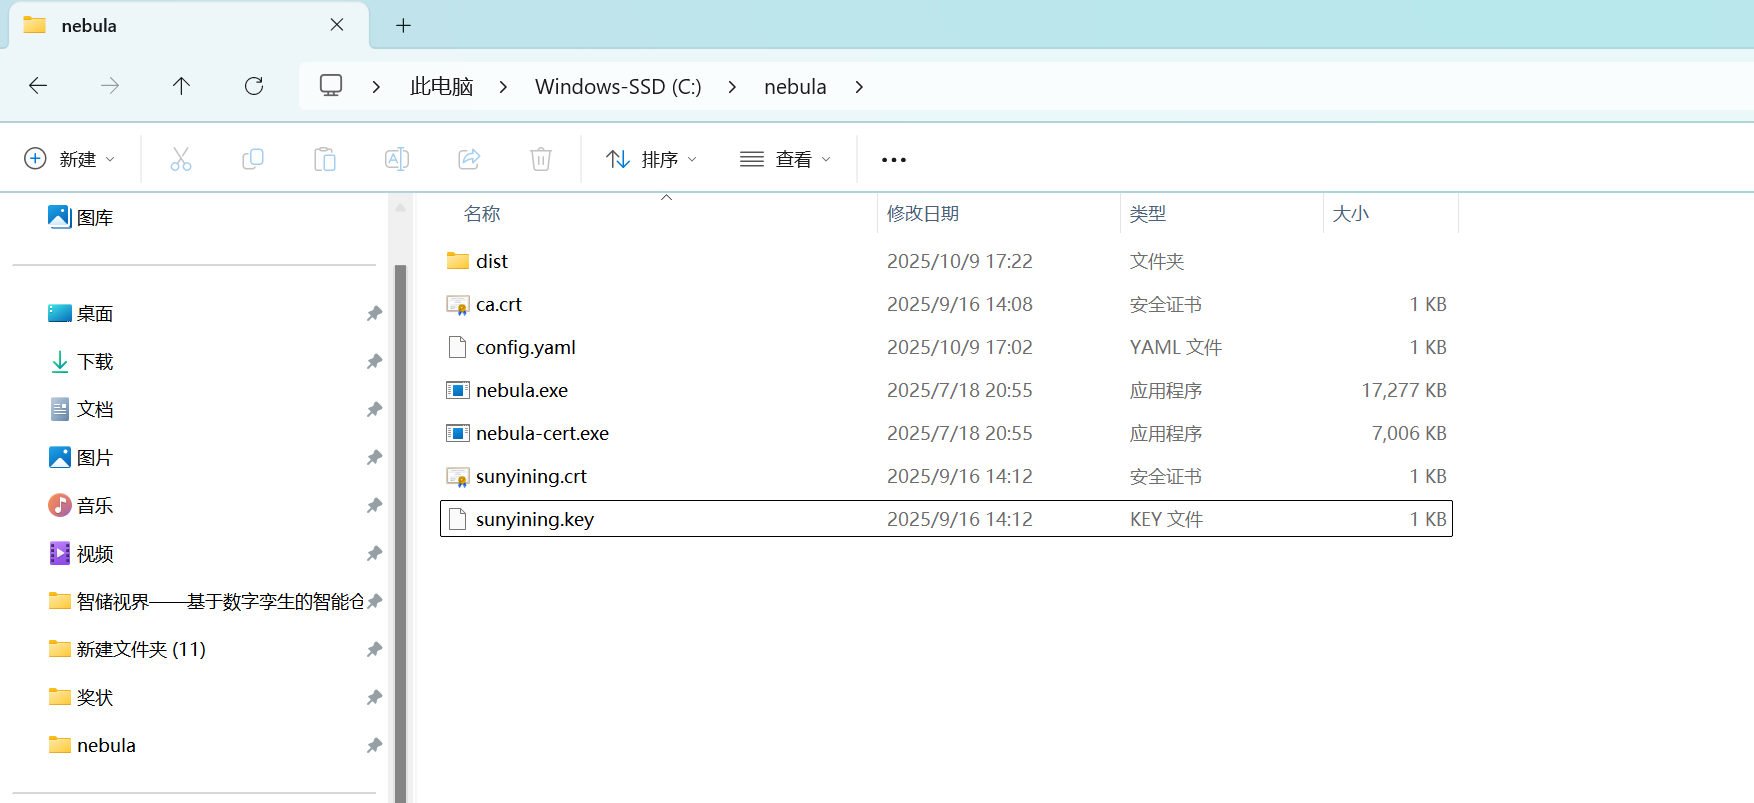 nebula
此电脑 Windows-SSD (C:) nebula
新建 排序 查看
图库
桌面
下载
文档
图片
音乐
视频
智储视界——基于数字孪生的智能仓
新建文件夹 (11)
奖状
nebula
名称 修改日期 类型 大小
dist 2025/10/9 17:22 文件夹
ca.crt 2025/9/16 14:08 安全证书 1 KB
config.yaml 2025/10/9 17:02 YAML 文件 1 KB
nebula.exe 2025/7/18 20:55 应用程序 17,277 KB
nebula-cert.exe 2025/7/18 20:55 应用程序 7,006 KB
sunyining.crt 2025/9/16 14:12 安全证书 1 KB
sunyining.key 2025/9/16 14:12 KEY 文件 1 KB